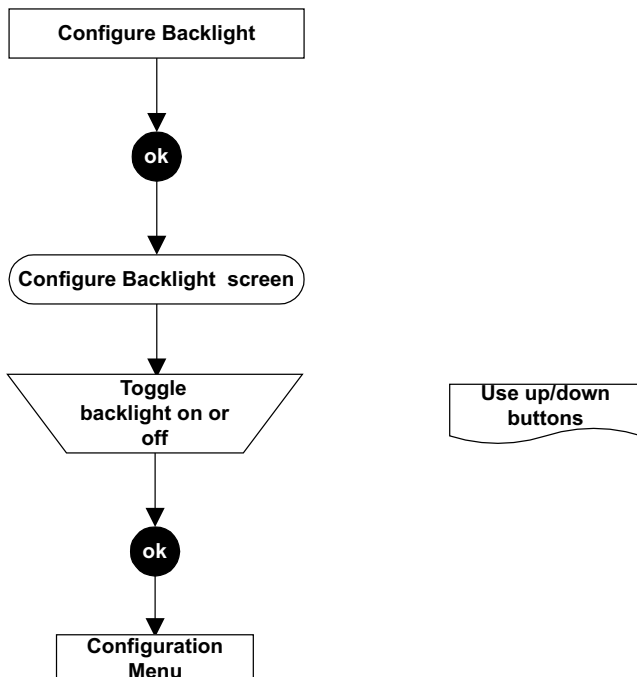 Configure Backlight
ok
Configure Backlight screen
Toggle
backlight on or
off
Use up/down
buttons
ok
Configuration
Menu